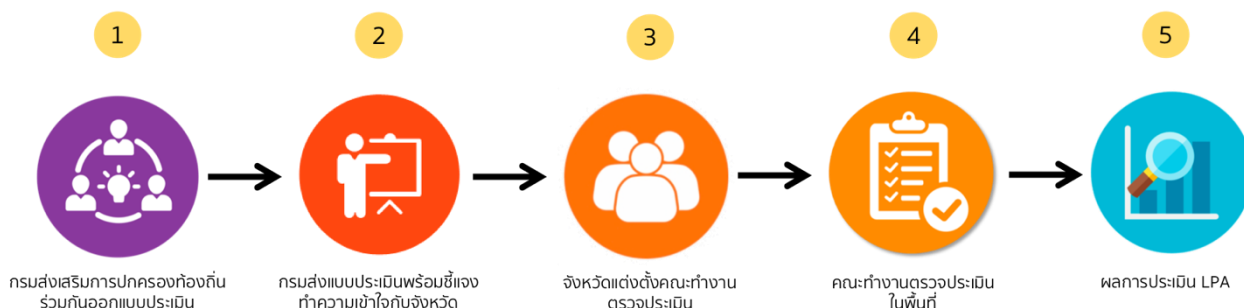 1
2
3
4
5
กรมส่งเสริมการปกครองท้องถิ่น
ร่วมกันออกแบบประเมิน
กรมส่งแบบประเมินพร้อมชี้แจง
ทำความเข้าใจกับจังหวัด
จังหวัดแต่งตั้งคณะทำงาน
ตรวจประเมิน
คณะทำงานตรวจประเมิน
ในพื้นที่
ผลการประเมิน LPA